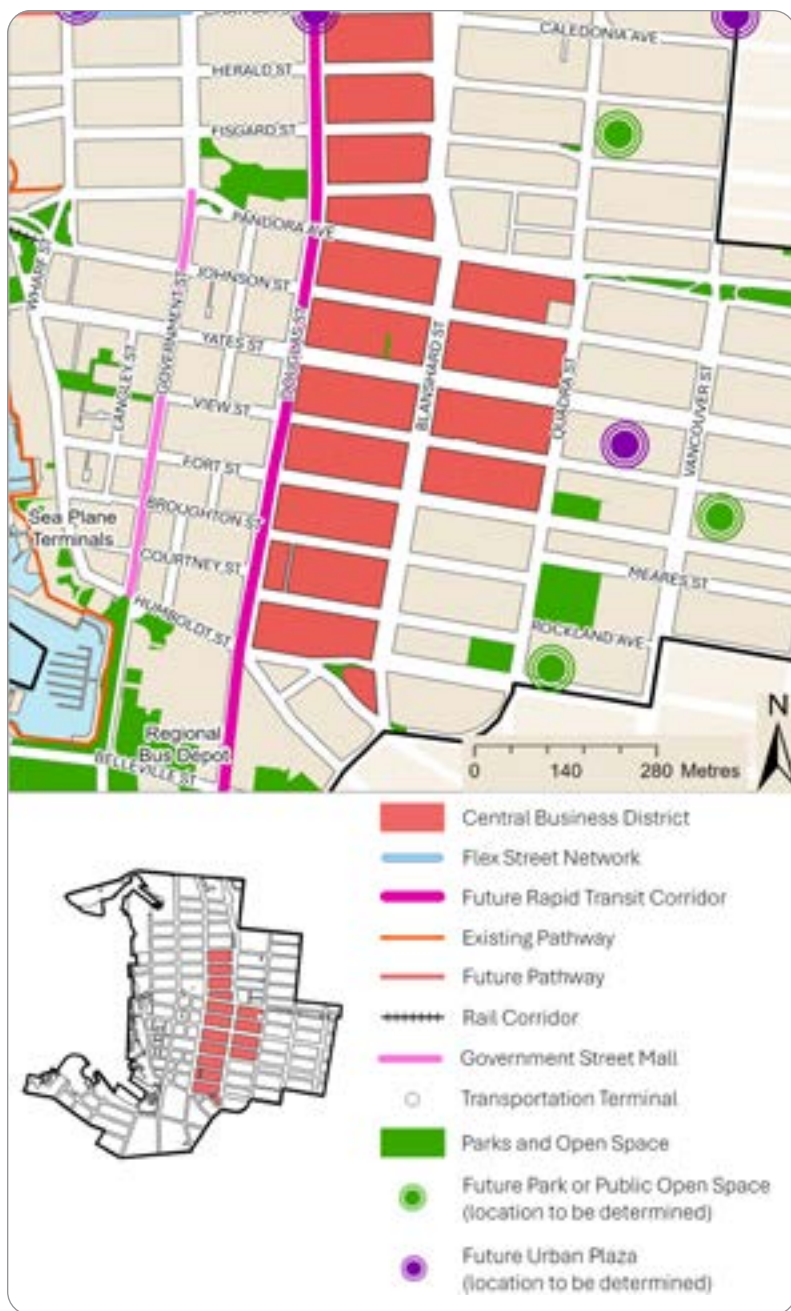 CALEDONIA AVE
HERALD ST
FISGARD ST
PANDORA AVE
WHARF ST
JOHNSON ST
GOVERNMENT ST
YATES ST
DOUGLAS ST
LANGLEY ST
BLANSHARD ST
VIEW ST
QUADRA ST
VANCOUVER ST
FORT ST
BROUGHTON ST
Sea Plane
Terminals
COURTNEY ST
MEARES ST
HUMBOLDT ST
ROCKLAND AVE
Regional
Bus Depot
BELLEVILLE ST
N
0 140 280 Metres
Central Business District
Flex Street Network
Future Rapid Transit Corridor
Existing Pathway
Future Pathway
Rail Corridor
Government Street Mall
Transportation Terminal
Parks and Open Space
Future Park or Public Open Space
(location to be determined)
Future Urban Plaza
(location to be determined)